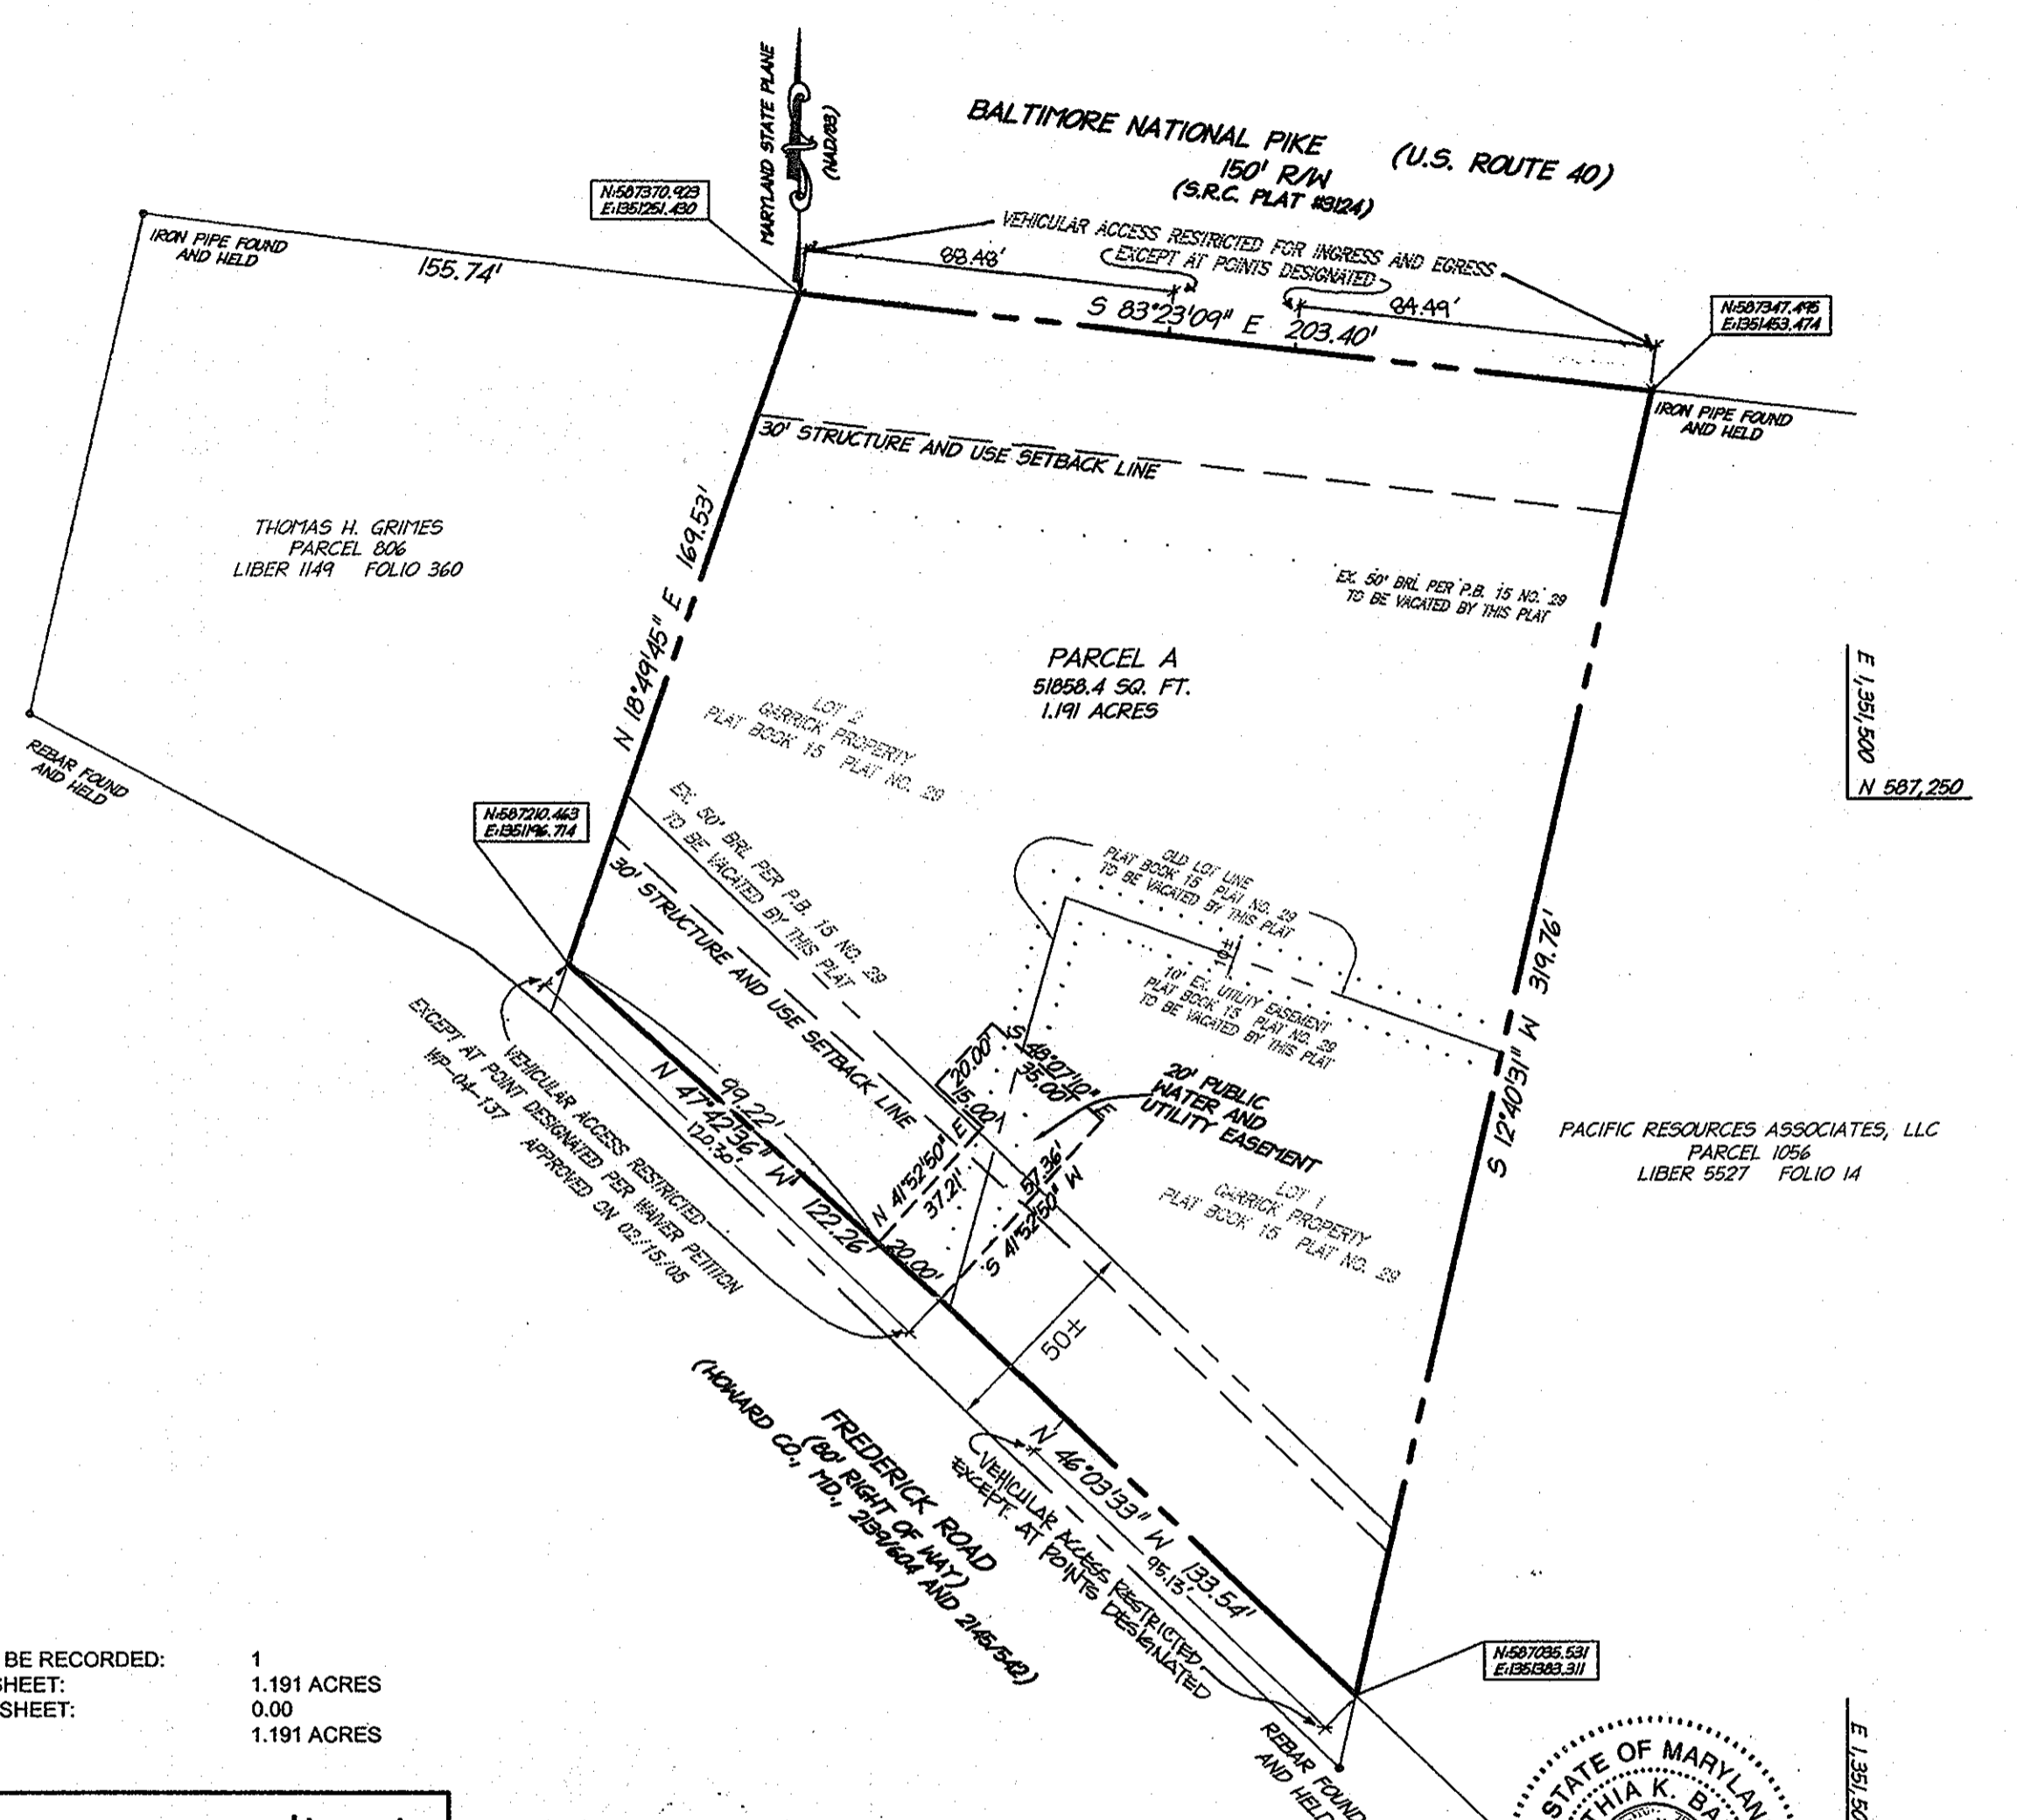 MARYLAND STATE PLANE
(NAD/83)
BALTIMORE NATIONAL PIKE (U.S. ROUTE 40)
150' R/W
(S.R.C. PLAT #3124)
N:587370.923
E:1351251.430
VEHICULAR ACCESS RESTRICTED FOR INGRESS AND EGRESS
EXCEPT AT POINTS DESIGNATED
88.48'
84.49'
S 83°23'09" E 203.40'
N:587347.495
E:1351453.474
IRON PIPE FOUND
AND HELD
155.74'
IRON PIPE FOUND
AND HELD
30' STRUCTURE AND USE SETBACK LINE
THOMAS H. GRIMES
PARCEL 806
LIBER 1149 FOLIO 360
N 18°49'45" E 169.53'
EX. 50' BRL PER P.B. 15 NO. 29
TO BE VACATED BY THIS PLAT
PARCEL A
51858.4 SQ. FT.
1.191 ACRES
LOT 2
GARRICK PROPERTY
PLAT BOOK 15 PLAT NO. 29
E 1,351,500
N 587,250
REBAR FOUND
AND HELD
N:587210.463
E:1351196.714
EX. 50' BRL PER P.B. 15 NO. 29
TO BE VACATED BY THIS PLAT
30' STRUCTURE AND USE SETBACK LINE
OLD LOT LINE
PLAT BOOK 15 PLAT NO. 29
TO BE VACATED BY THIS PLAT
10'±
10' EX. UTILITY EASEMENT
PLAT BOOK 15 PLAT NO. 29
TO BE VACATED BY THIS PLAT
S 12°40'31" W 319.76'
20.00'
15.00'
S 48°07'10" E
35.00'
20' PUBLIC
WATER AND
UTILITY EASEMENT
N 41°52'50" E
37.21'
57.36'
S 41°52'50" W
20.00'
LOT 1
GARRICK PROPERTY
PLAT BOOK 15 PLAT NO. 29
PACIFIC RESOURCES ASSOCIATES, LLC
PARCEL 1056
LIBER 5527 FOLIO 14
99.22'
N 47°42'36" W 122.26'
120.30'
VEHICULAR ACCESS RESTRICTED
EXCEPT AT POINT DESIGNATED PER WAIVER PETITION
WP-04-137 APPROVED ON 02/15/05
50±
FREDERICK ROAD
(80' RIGHT OF WAY)
(HOWARD CO., MD., 2139/604 AND 2145/542)
N 46°03'33" W 133.54'
95.13'
VEHICULAR ACCESS RESTRICTED
EXCEPT AT POINTS DESIGNATED
N:587035.531
E:1351383.311
REBAR FOUND
AND HELD
BE RECORDED: 1
SHEET: 1.191 ACRES
SHEET: 0.00
1.191 ACRES
STATE OF MARYLAN
THIA K. BA
E 1,351,50